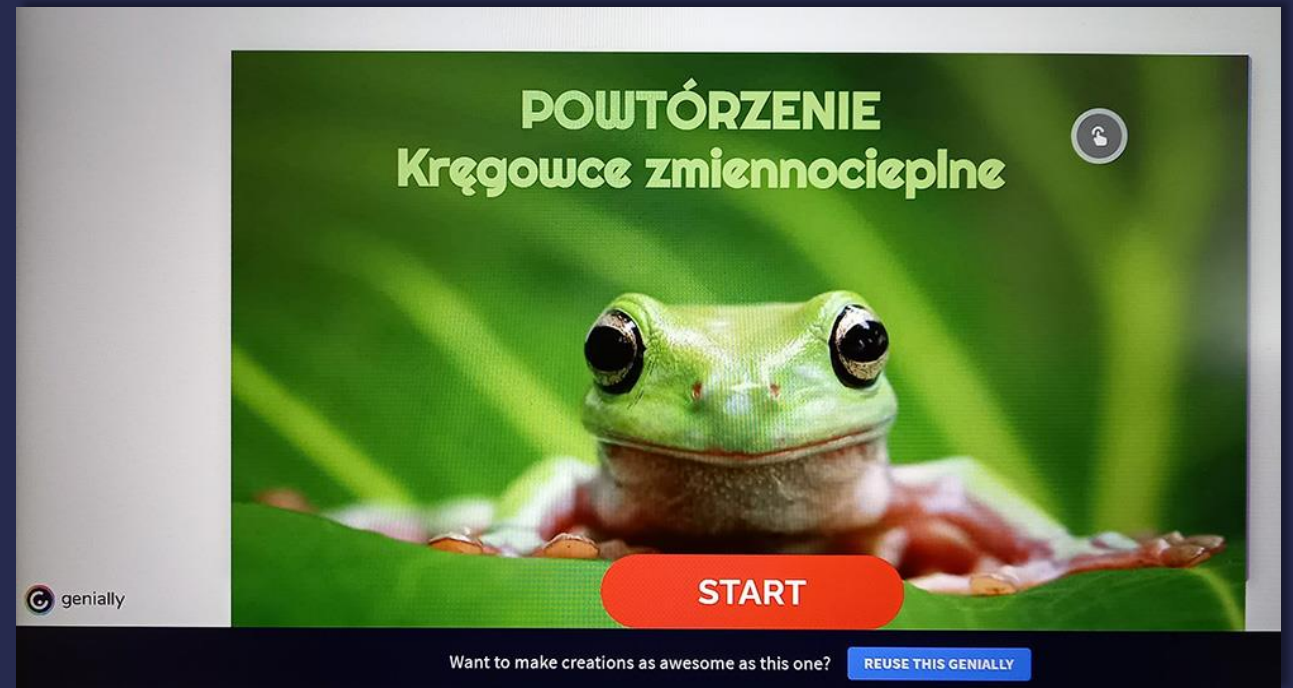 POWTÓRZENIE
Kręgowce zmiennocieplne
START
genially
Want to make creations as awesome as this one?
REUSE THIS GENIALLY